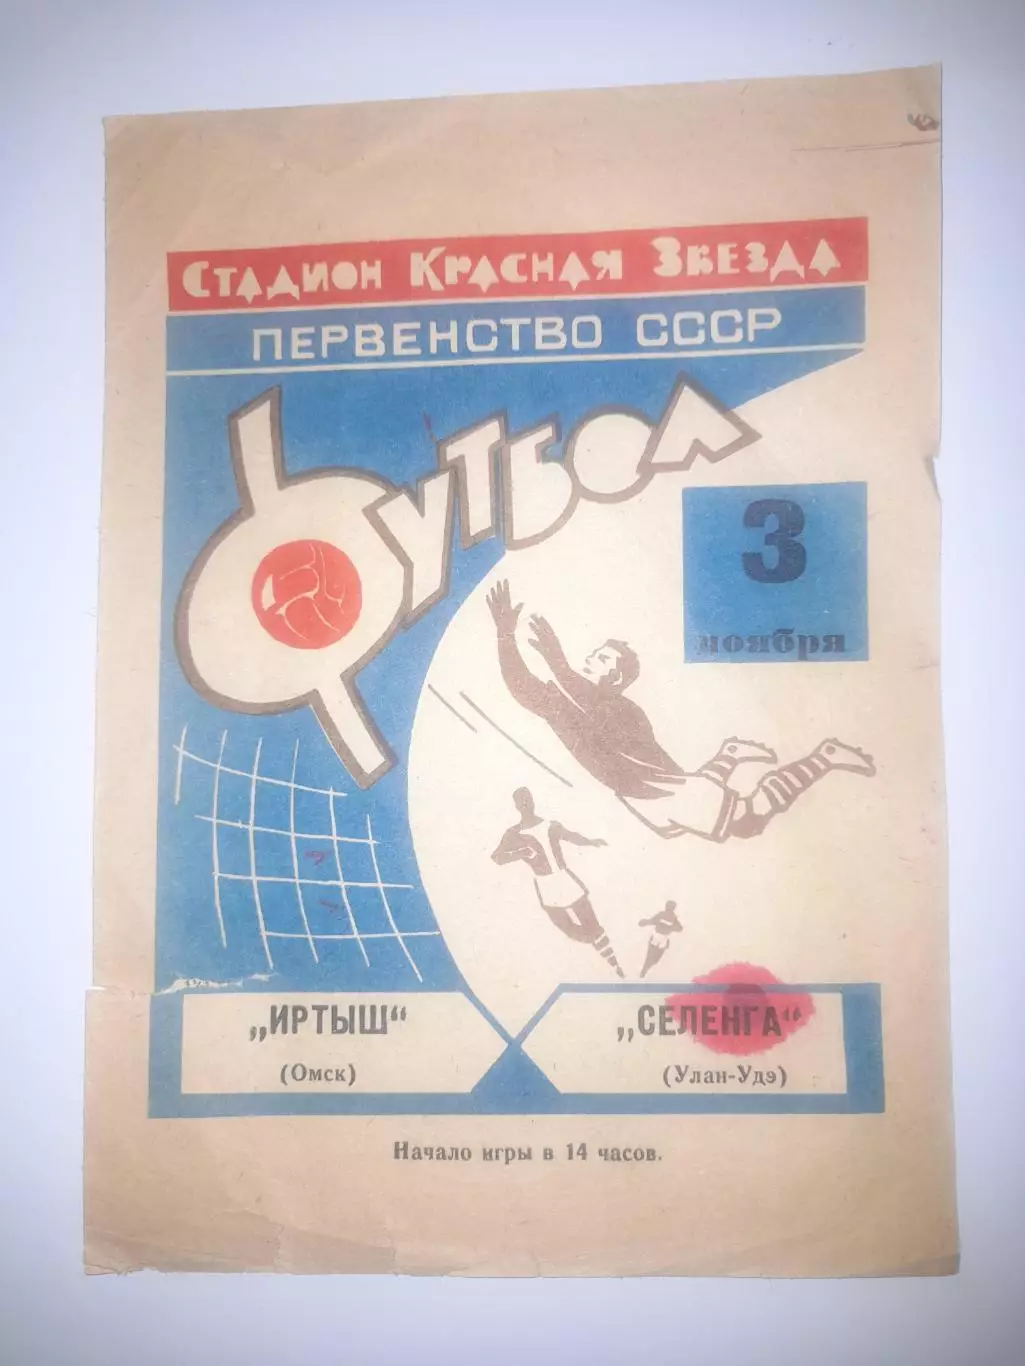 Стадион Красная Звезда
ПЕРВЕНСТВО СССР
Футбол
3
ноября
„ИРТЫШ“
(Омск)
„СЕЛЕНГА“
(Улан-Удэ)
Начало игры в 14 часов.